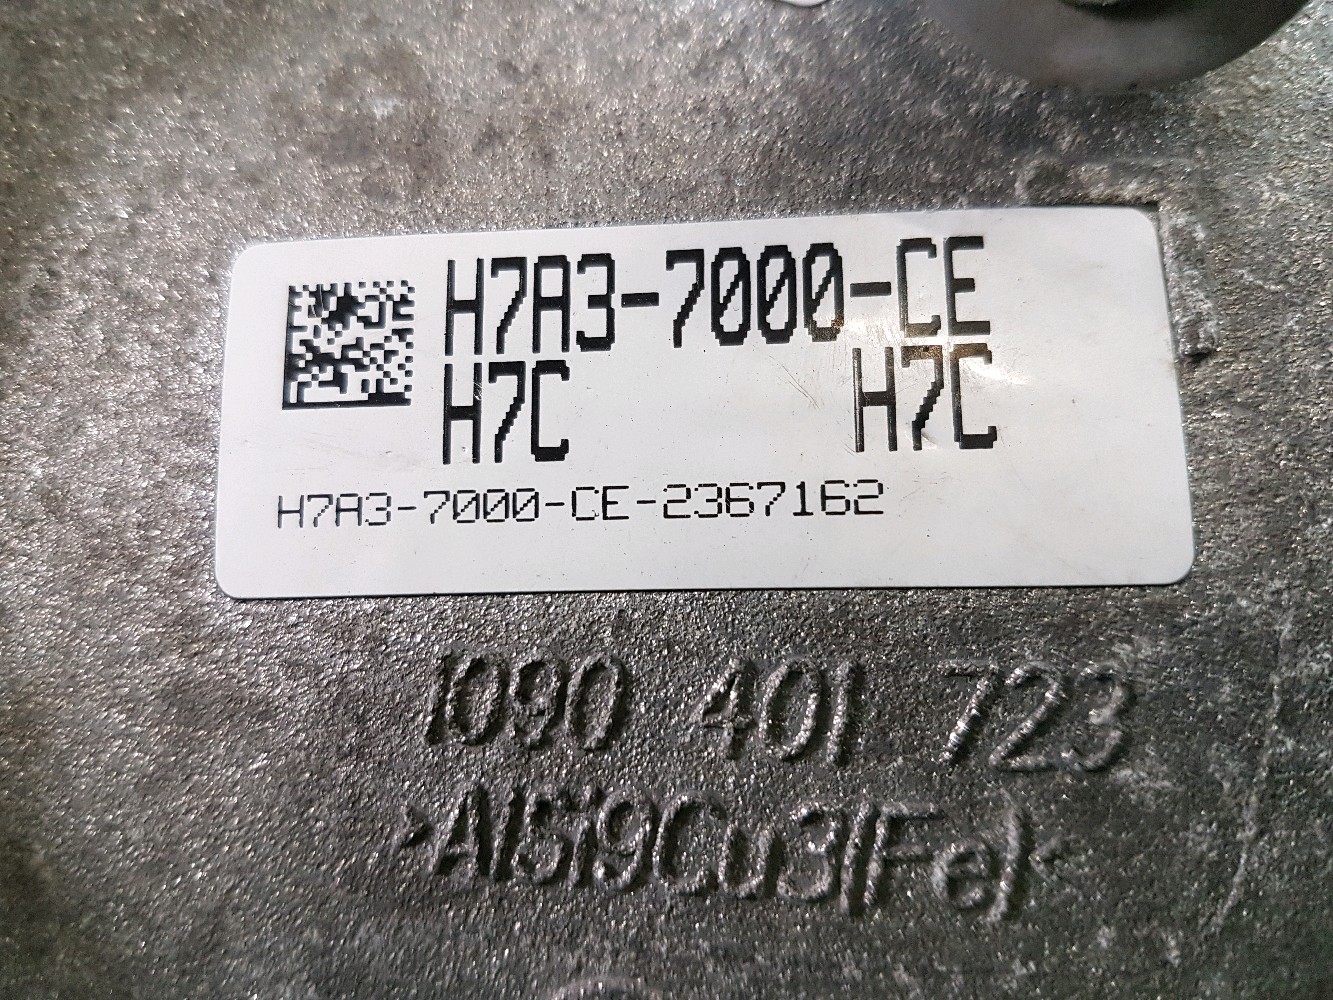 H7A3-7000-CE
H7C H7C
H7A3-7000-CE-2367162
1090 401 723
>AlSi9Cu3(Fe)<